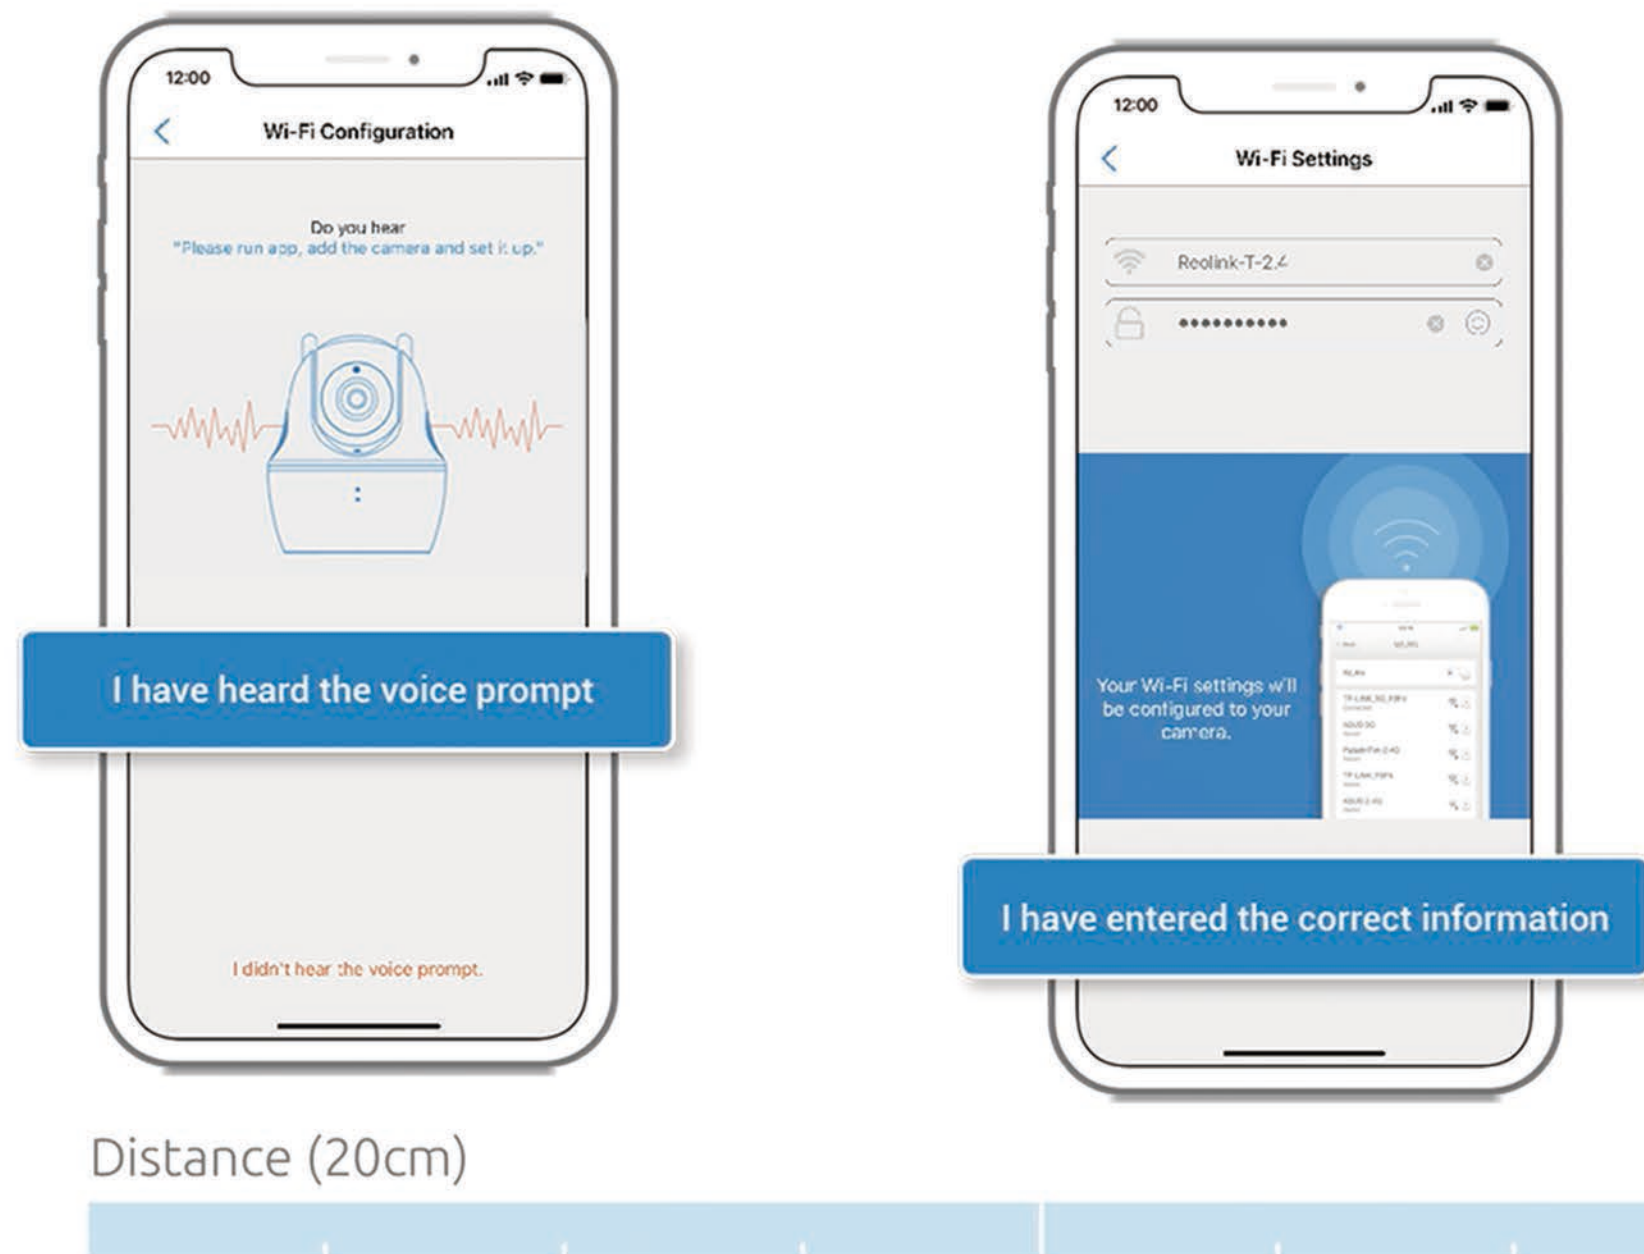 12:00
Wi-Fi Configuration
Do you hear
"Please run app, add the camera and set it up."
I have heard the voice prompt
I didn't hear the voice prompt.
12:00
Wi-Fi Settings
Reolink-T-2.4
Your Wi-Fi settings will
be configured to your
camera.
I have entered the correct information
Distance (20cm)